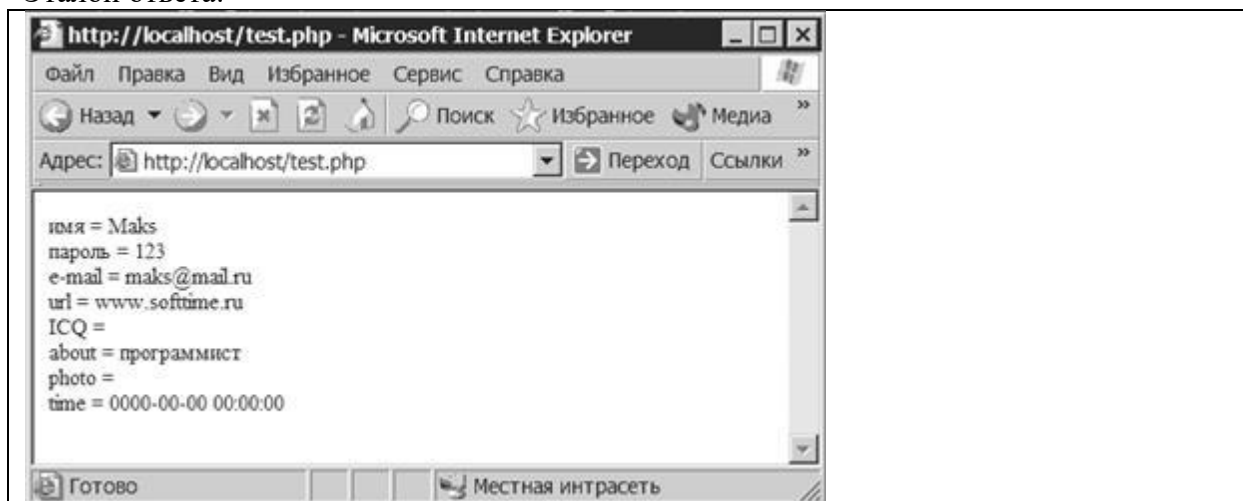 Эталон ответа:
http://localhost/test.php - Microsoft Internet Explorer
Файл Правка Вид Избранное Сервис Справка
Назад Поиск Избранное Медиа »
Адрес: http://localhost/test.php Переход Ссылки »
имя = Maks
пароль = 123
e-mail = maks@mail.ru
url = www.softtime.ru
ICQ =
about = программист
photo =
time = 0000-00-00 00:00:00
Готово Местная интрасеть